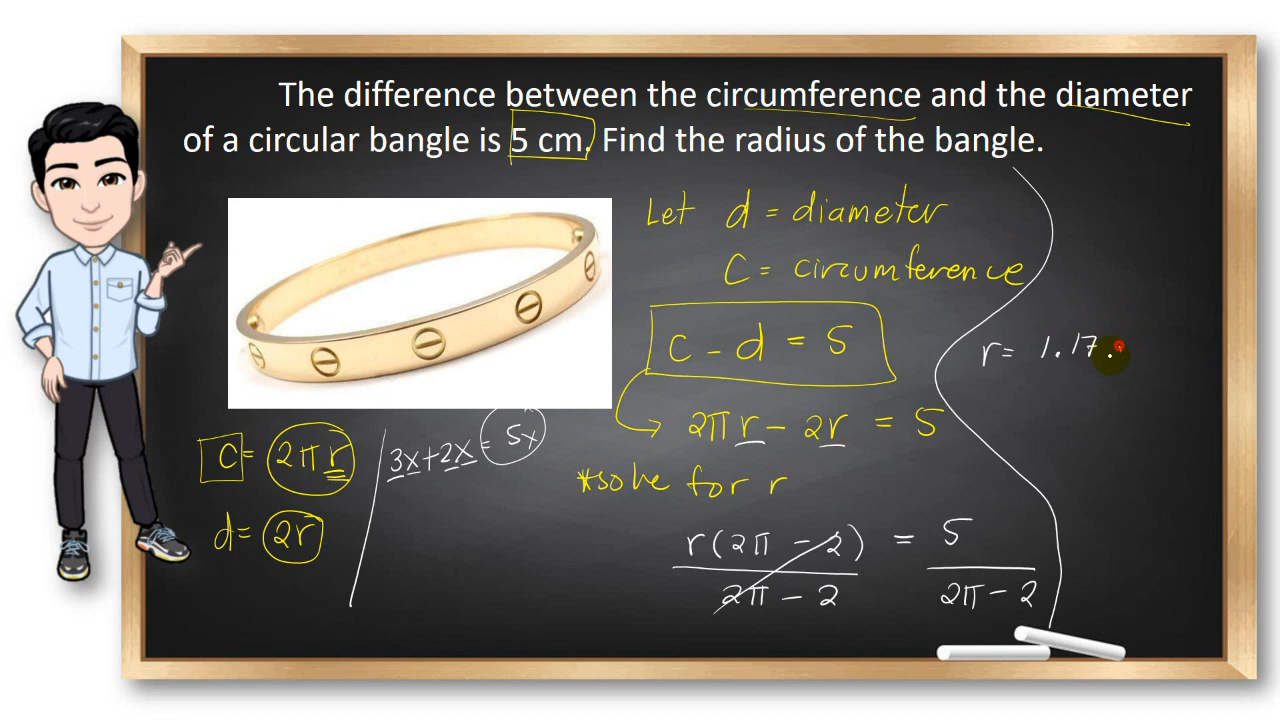 The difference between the circumference and the diameter
of a circular bangle is 5 cm. Find the radius of the bangle.
Let d = diameter
C = circumference
C - d = 5
2πr - 2r = 5
*solve for r
r(2π - 2) = 5
2π - 2 2π - 2
r = 1.17.
C = 2πr
d = 2r
3x + 2x = 5x